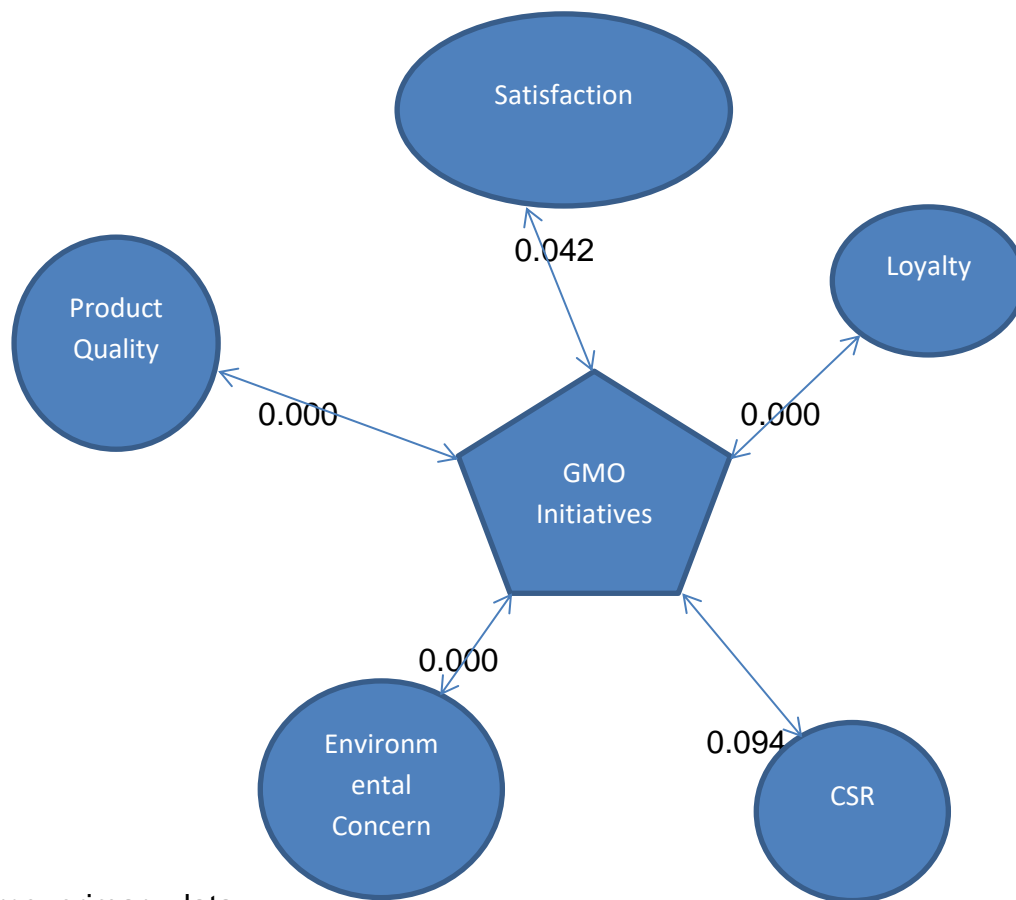 Satisfaction
0.042
Loyalty
Product
Quality
0.000
0.000
GMO
Initiatives
0.000
Environm
ental
Concern
0.094
CSR